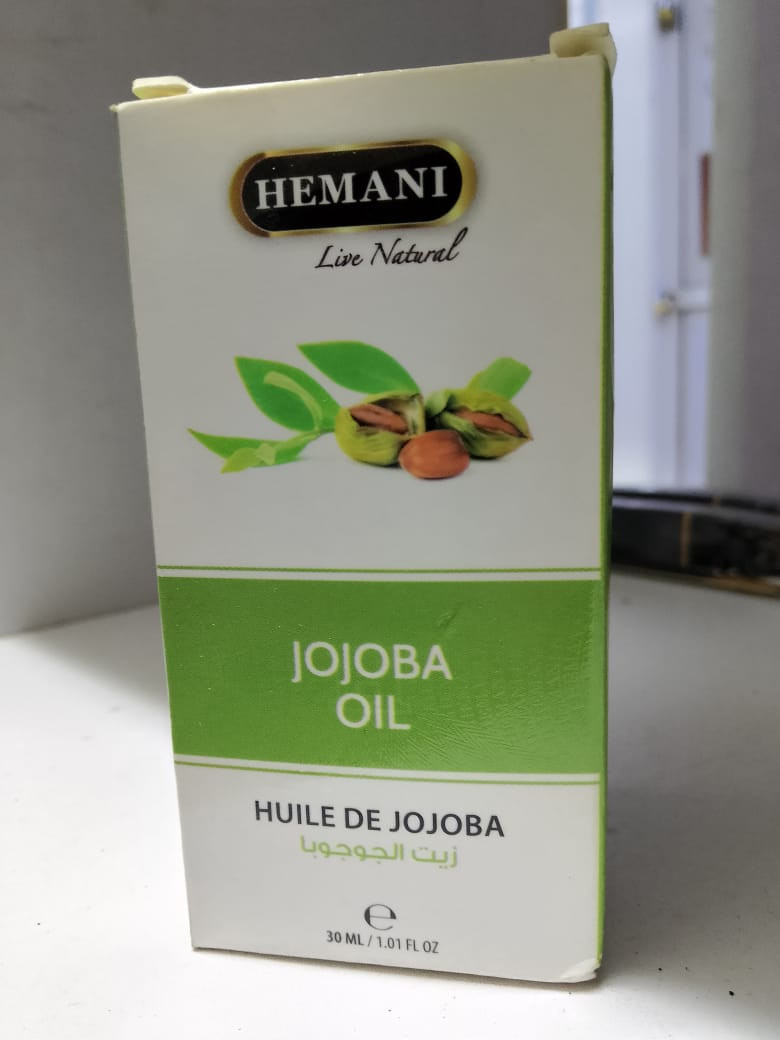 HEMANI
Live Natural
JOJOBA
OIL
HUILE DE JOJOBA
زيت الجوجوبا
℮
30 ML / 1.01 FL OZ